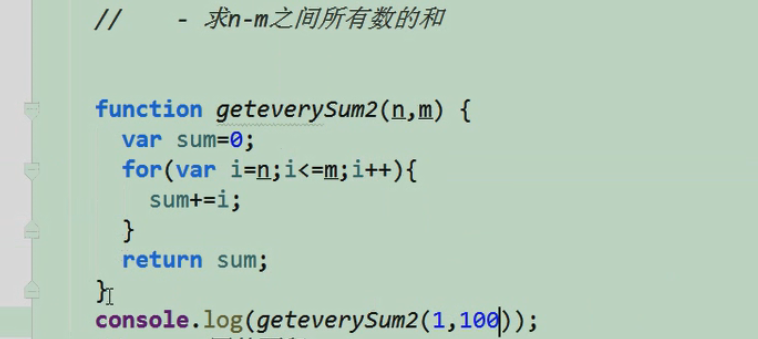 // - 求n-m之间所有数的和
function geteverySum2(n,m) {
var sum=0;
for(var i=n;i<=m;i++){
sum+=i;
}
return sum;
}
console.log(geteverySum2(1,100));